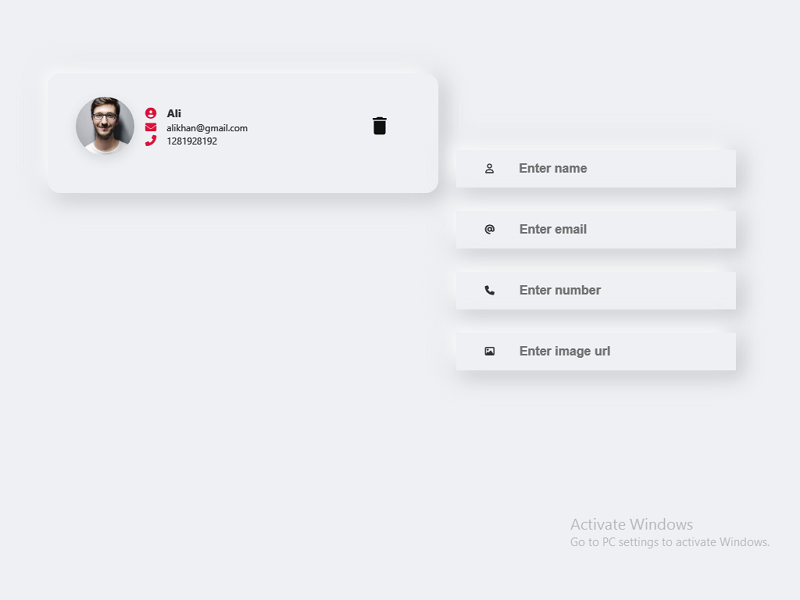 Ali
alikhan@gmail.com
1281928192
Enter name
Enter email
Enter number
Enter image url
Activate Windows
Go to PC settings to activate Windows.